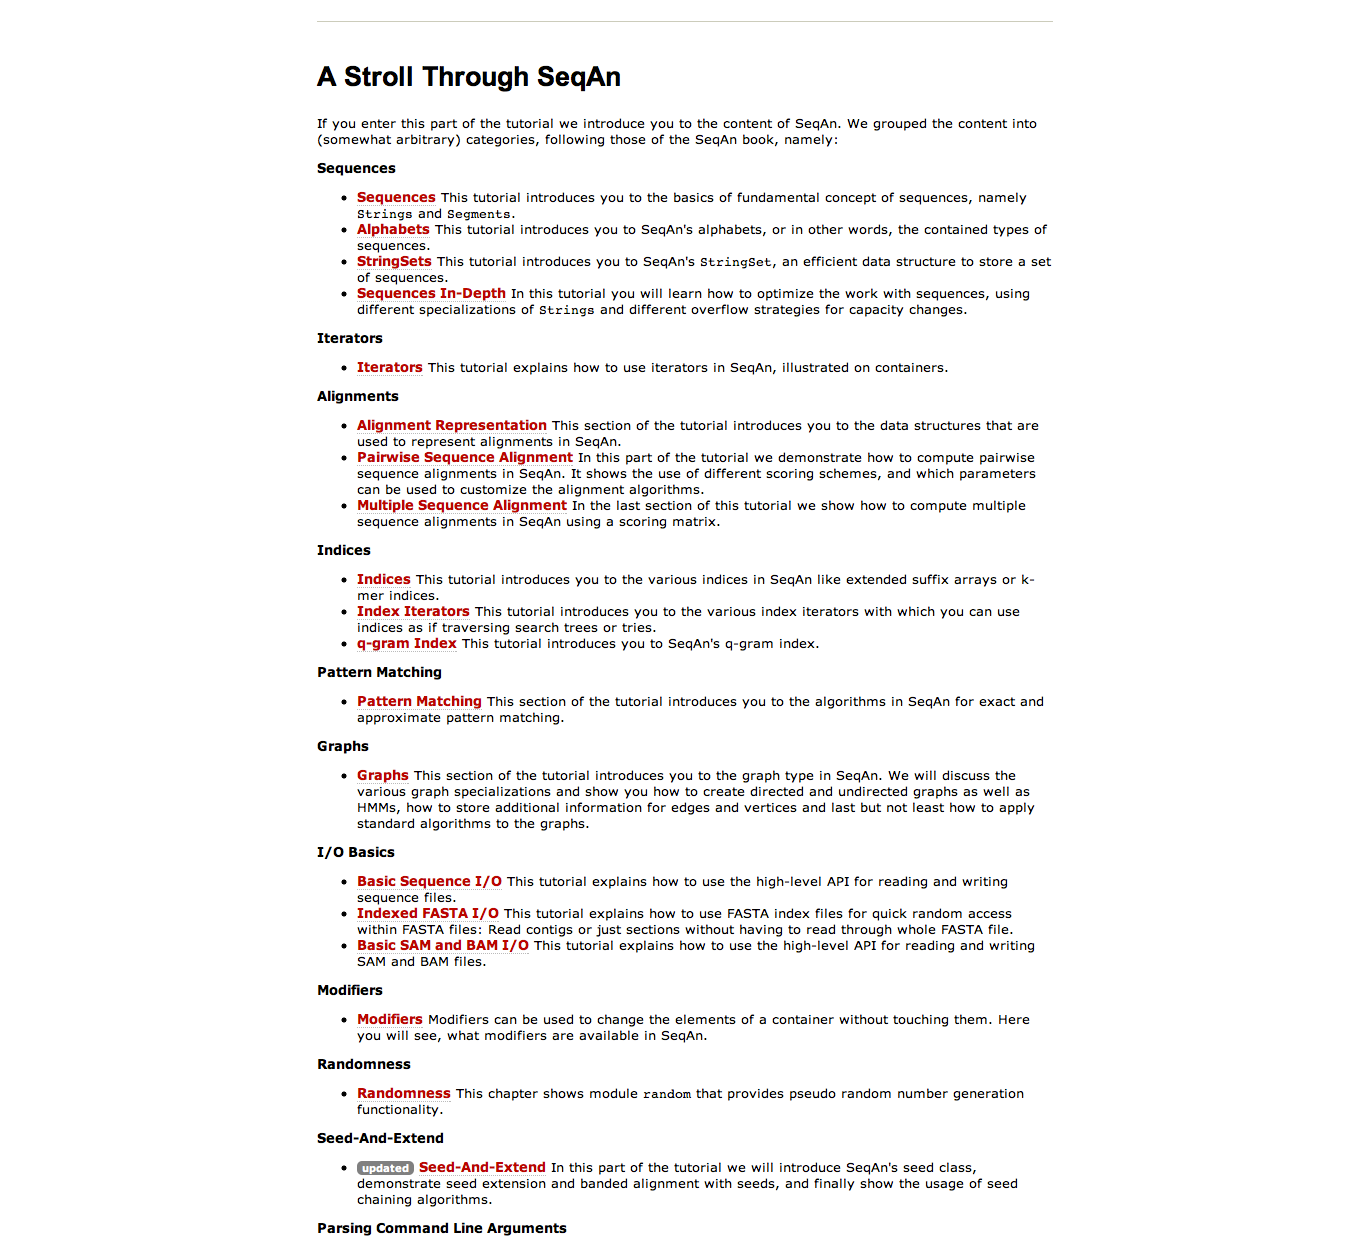 A Stroll Through SeqAn
If you enter this part of the tutorial we introduce you to the content of SeqAn. We grouped the content into
(somewhat arbitrary) categories, following those of the SeqAn book, namely:
Sequences
• Sequences This tutorial introduces you to the basics of fundamental concept of sequences, namely
Strings and Segments.
• Alphabets This tutorial introduces you to SeqAn's alphabets, or in other words, the contained types of
sequences.
• StringSets This tutorial introduces you to SeqAn's StringSet, an efficient data structure to store a set
of sequences.
• Sequences In-Depth In this tutorial you will learn how to optimize the work with sequences, using
different specializations of Strings and different overflow strategies for capacity changes.
Iterators
• Iterators This tutorial explains how to use iterators in SeqAn, illustrated on containers.
Alignments
• Alignment Representation This section of the tutorial introduces you to the data structures that are
used to represent alignments in SeqAn.
• Pairwise Sequence Alignment In this part of the tutorial we demonstrate how to compute pairwise
sequence alignments in SeqAn. It shows the use of different scoring schemes, and which parameters
can be used to customize the alignment algorithms.
• Multiple Sequence Alignment In the last section of this tutorial we show how to compute multiple
sequence alignments in SeqAn using a scoring matrix.
Indices
• Indices This tutorial introduces you to the various indices in SeqAn like extended suffix arrays or k-
mer indices.
• Index Iterators This tutorial introduces you to the various index iterators with which you can use
indices as if traversing search trees or tries.
• q-gram Index This tutorial introduces you to SeqAn's q-gram index.
Pattern Matching
• Pattern Matching This section of the tutorial introduces you to the algorithms in SeqAn for exact and
approximate pattern matching.
Graphs
• Graphs This section of the tutorial introduces you to the graph type in SeqAn. We will discuss the
various graph specializations and show you how to create directed and undirected graphs as well as
HMMs, how to store additional information for edges and vertices and last but not least how to apply
standard algorithms to the graphs.
I/O Basics
• Basic Sequence I/O This tutorial explains how to use the high-level API for reading and writing
sequence files.
• Indexed FASTA I/O This tutorial explains how to use FASTA index files for quick random access
within FASTA files: Read contigs or just sections without having to read through whole FASTA file.
• Basic SAM and BAM I/O This tutorial explains how to use the high-level API for reading and writing
SAM and BAM files.
Modifiers
• Modifiers Modifiers can be used to change the elements of a container without touching them. Here
you will see, what modifiers are available in SeqAn.
Randomness
• Randomness This chapter shows module random that provides pseudo random number generation
functionality.
Seed-And-Extend
• updated Seed-And-Extend In this part of the tutorial we will introduce SeqAn's seed class,
demonstrate seed extension and banded alignment with seeds, and finally show the usage of seed
chaining algorithms.
Parsing Command Line Arguments